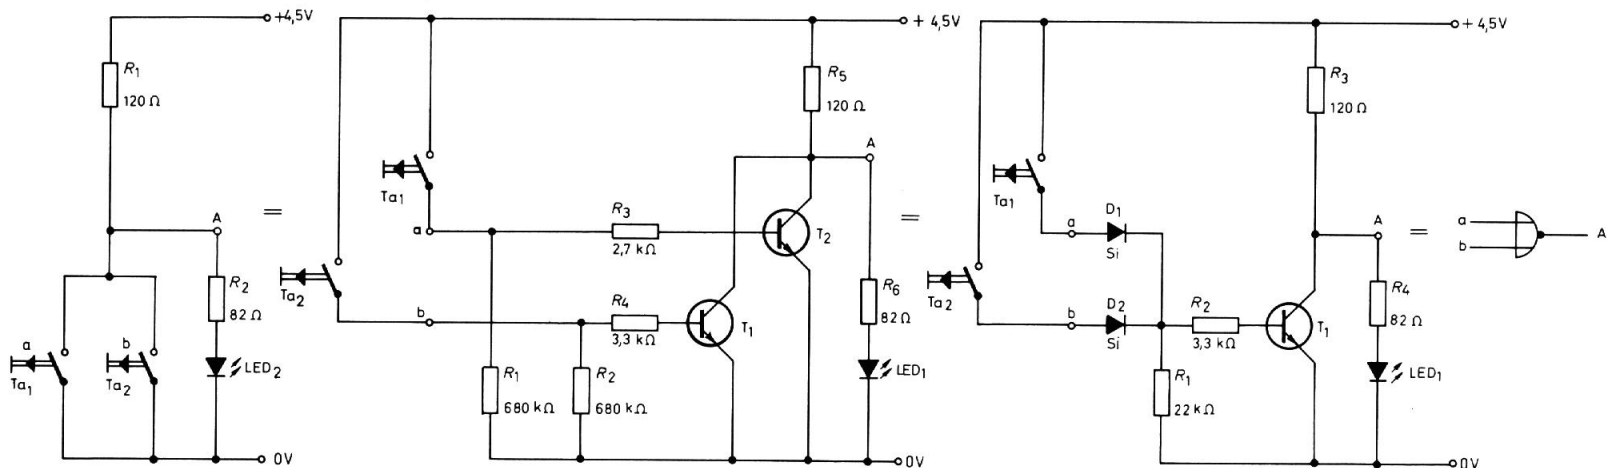 +4,5V
R1
120 Ω
A
R2
82 Ω
LED2
a
Ta1
b
Ta2
0V
=
+ 4,5V
R5
120 Ω
A
Ta1
a
R3
2,7 kΩ
T2
Ta2
b
R4
3,3 kΩ
T1
R6
82 Ω
LED1
R1
680 kΩ
R2
680 kΩ
0V
=
+ 4,5V
R3
120 Ω
Ta1
a
D1
Si
A
Ta2
b
D2
Si
R2
3,3 kΩ
T1
R4
82 Ω
LED1
R1
22 kΩ
0V
=
a
b
A